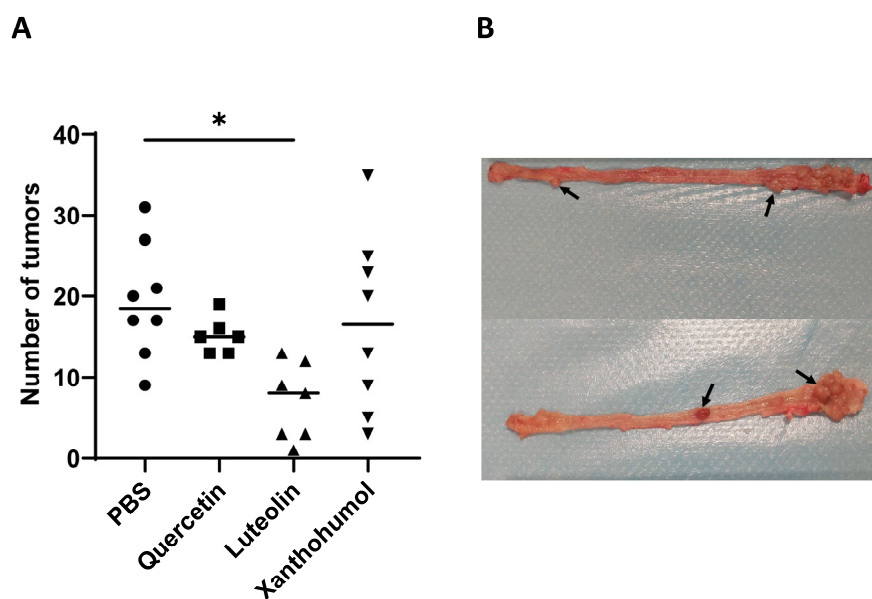 A
B
*
40
30
20
10
0
Number of tumors
PBS
Quercetin
Luteolin
Xanthohumol